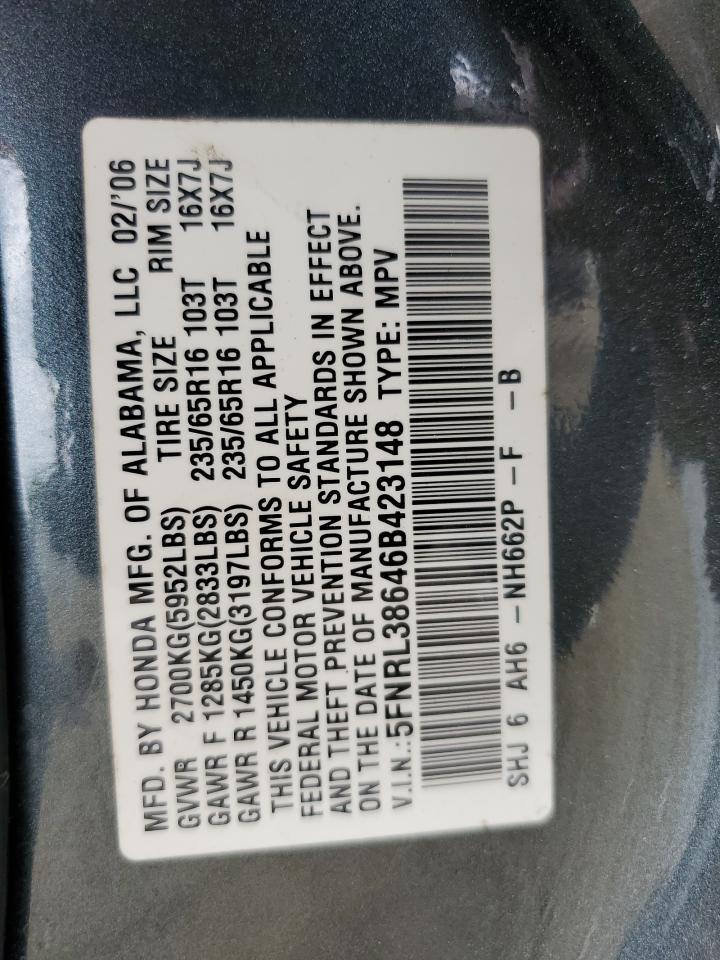 MFD. BY HONDA MFG. OF ALABAMA, LLC 02/'06
GVWR 2700KG(5952LBS) TIRE SIZE RIM SIZE
GAWR F 1285KG(2833LBS) 235/65R16 103T 16X7J
GAWR R 1450KG(3197LBS) 235/65R16 103T 16X7J
THIS VEHICLE CONFORMS TO ALL APPLICABLE
FEDERAL MOTOR VEHICLE SAFETY
AND THEFT PREVENTION STANDARDS IN EFFECT
ON THE DATE OF MANUFACTURE SHOWN ABOVE.
V.I.N.: 5FNRL38646B423148 TYPE: MPV
SHJ 6 AH6 -NH662P -F -B